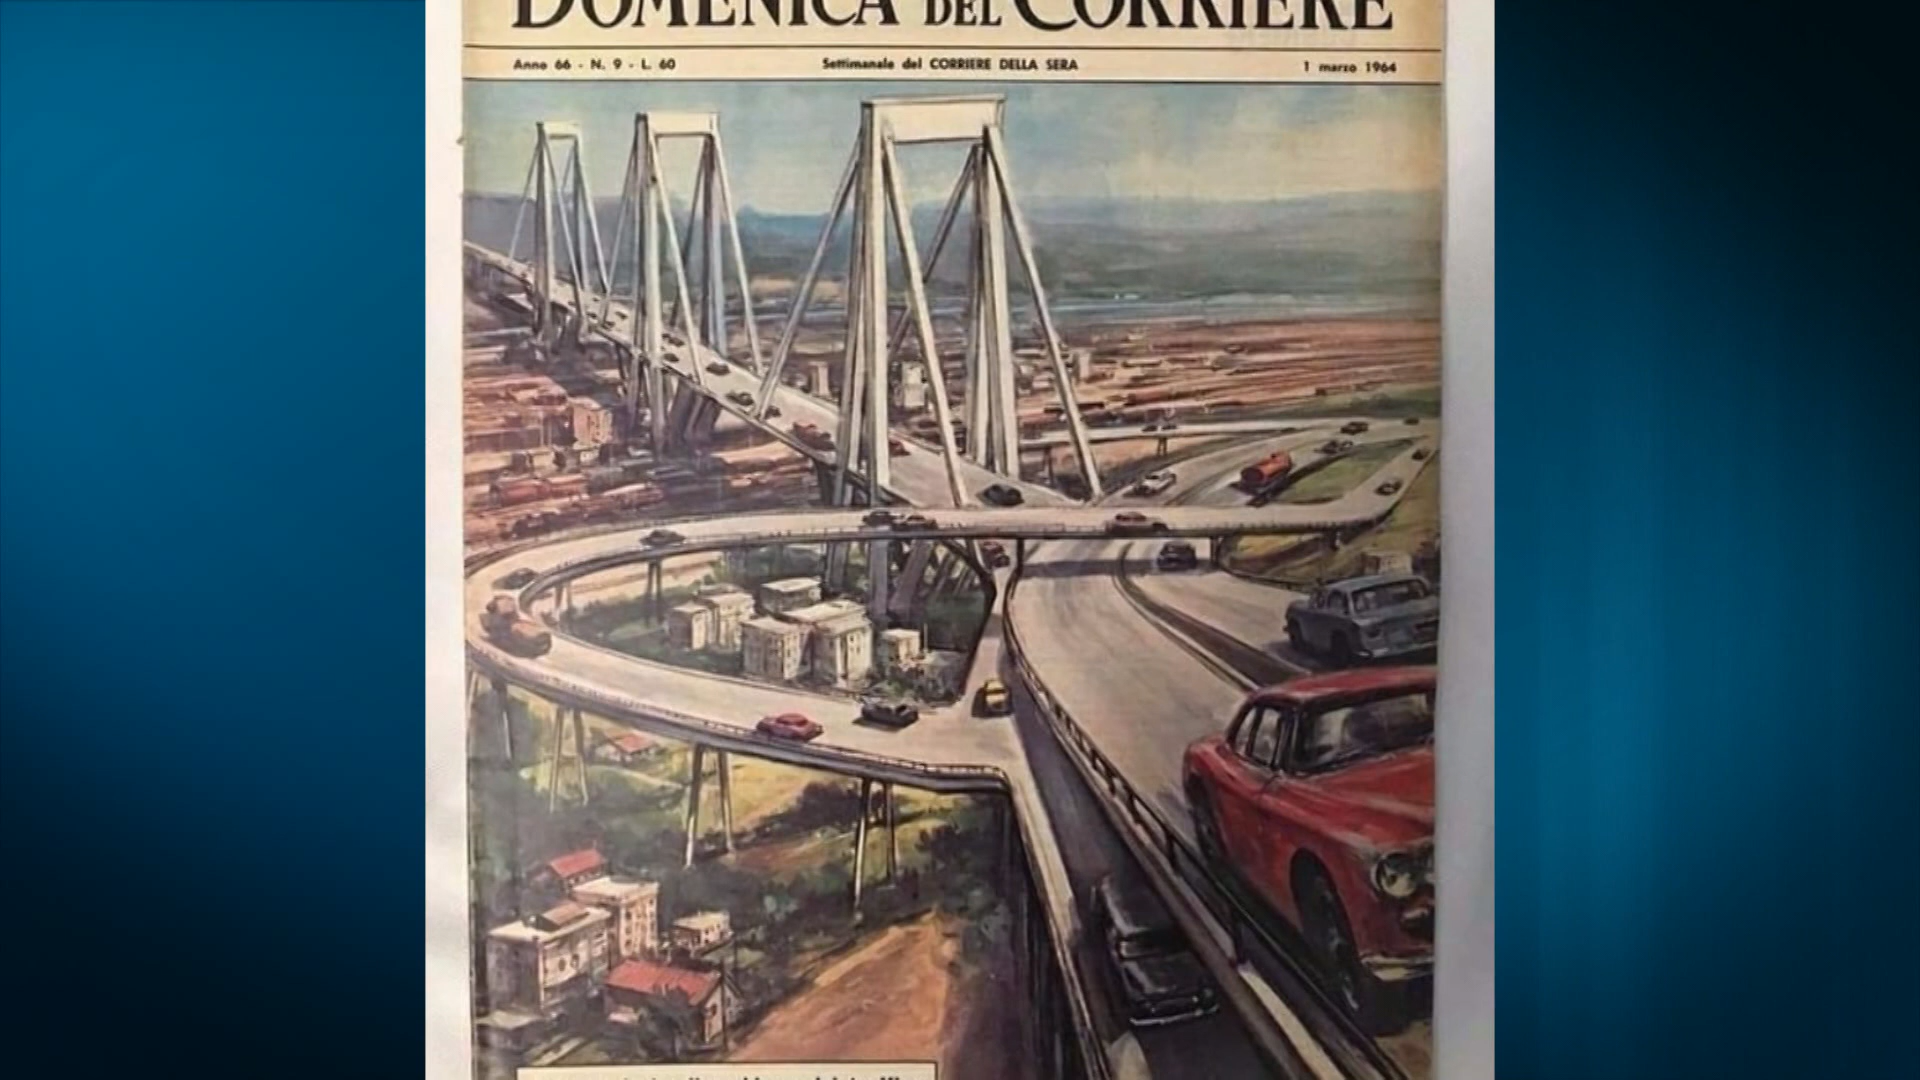 DOMENICA DEL CORRIERE
Anno 66 - N. 9 - L. 60 Settimanale del CORRIERE DELLA SERA 1 marzo 1964